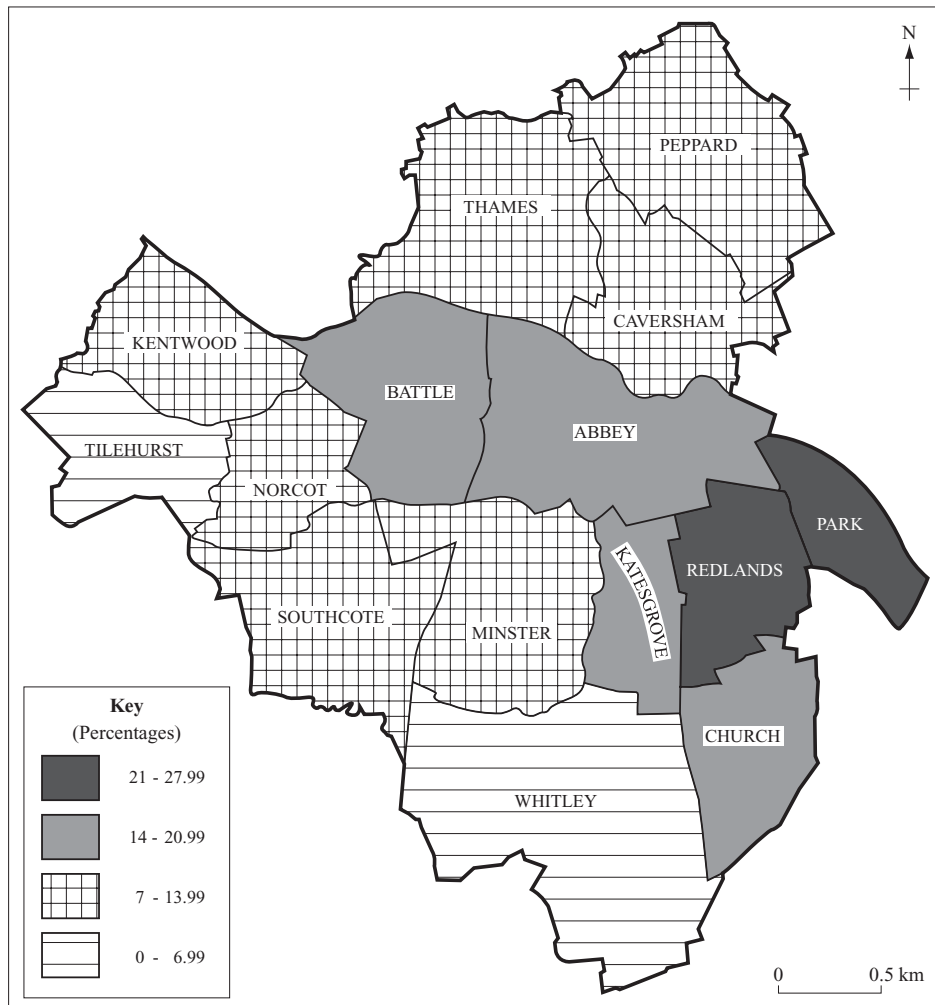 N
PEPPARD
THAMES
CAVERSHAM
KENTWOOD
BATTLE
ABBEY
TILEHURST
NORCOT
PARK
REDLANDS
KATESGROVE
SOUTHCOTE
MINSTER
CHURCH
WHITLEY
Key
(Percentages)
21 - 27.99
14 - 20.99
7 - 13.99
0 - 6.99
0 0.5 km